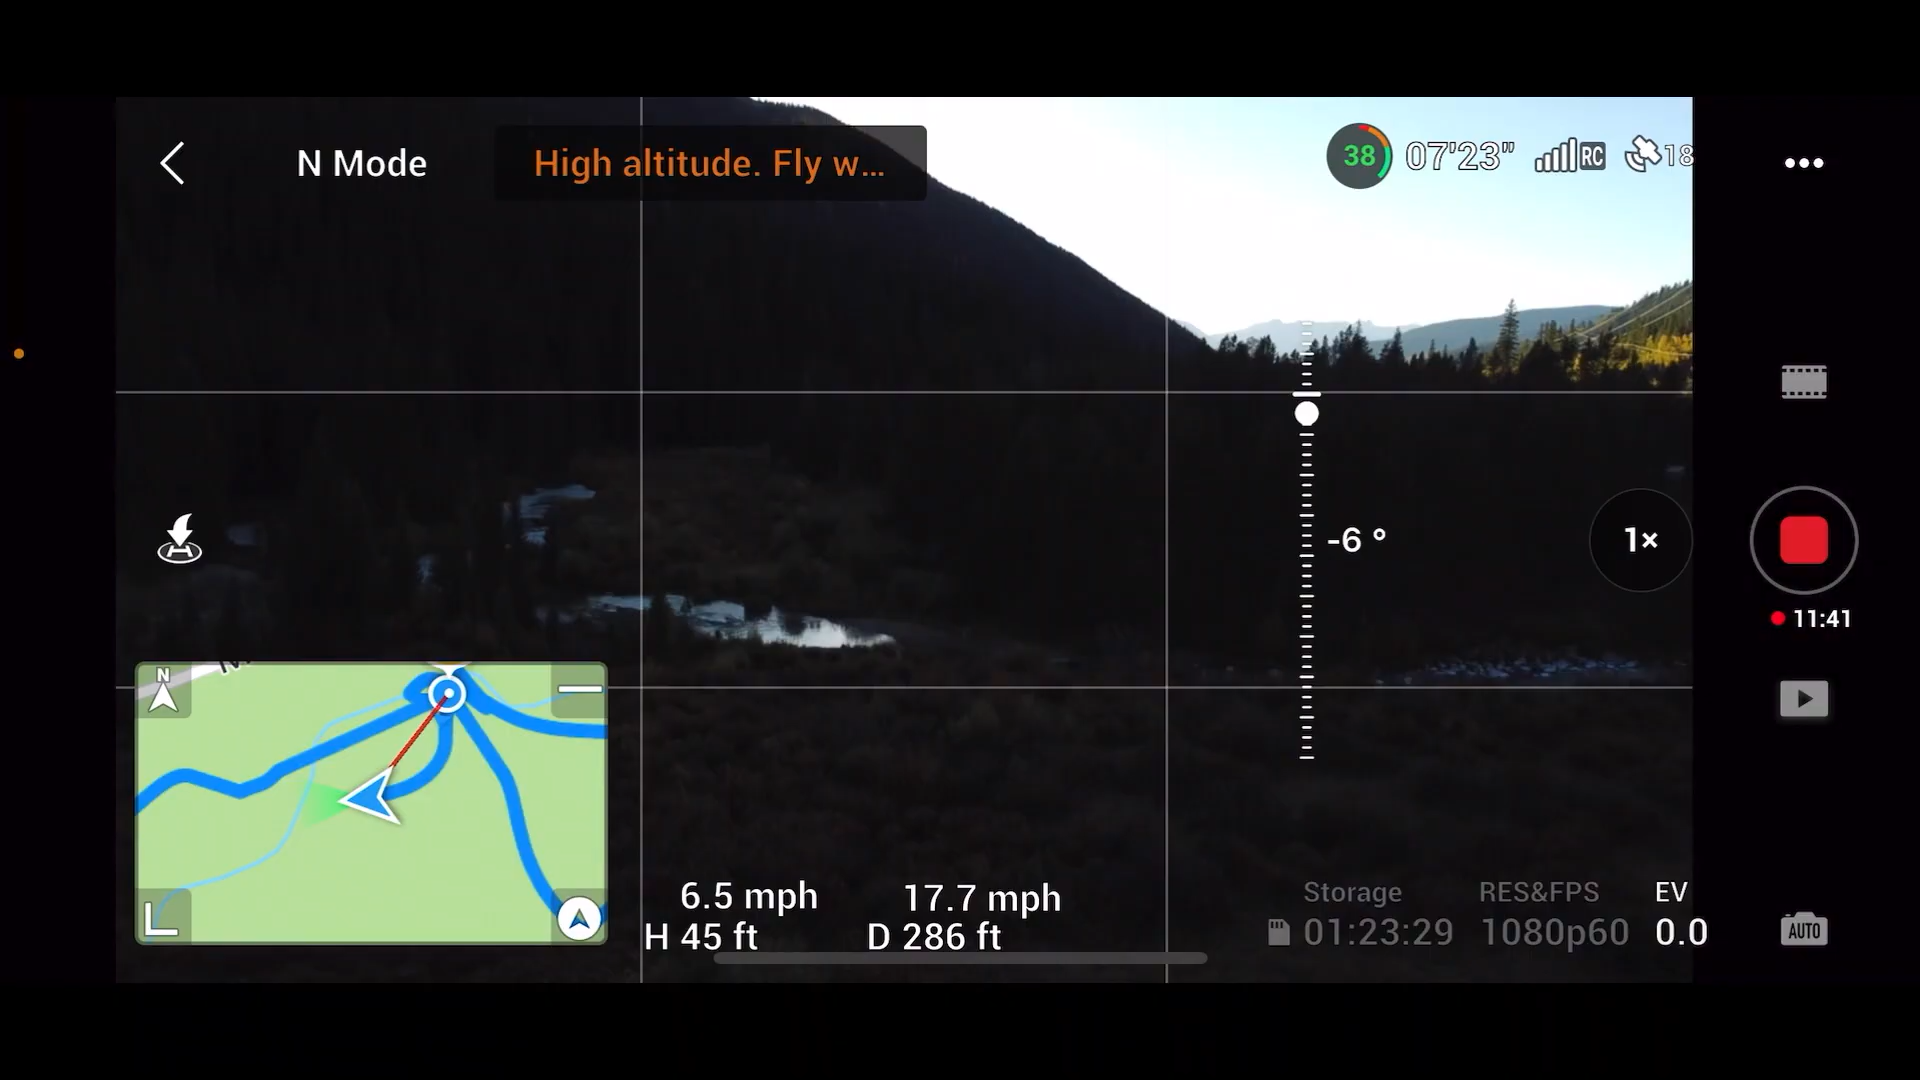 N Mode
High altitude. Fly w...
38
07'23"
RC
18
-6 °
1×
11:41
N
6.5 mph
17.7 mph
H 45 ft
D 286 ft
Storage
01:23:29
RES&FPS
1080p60
EV
0.0
AUTO